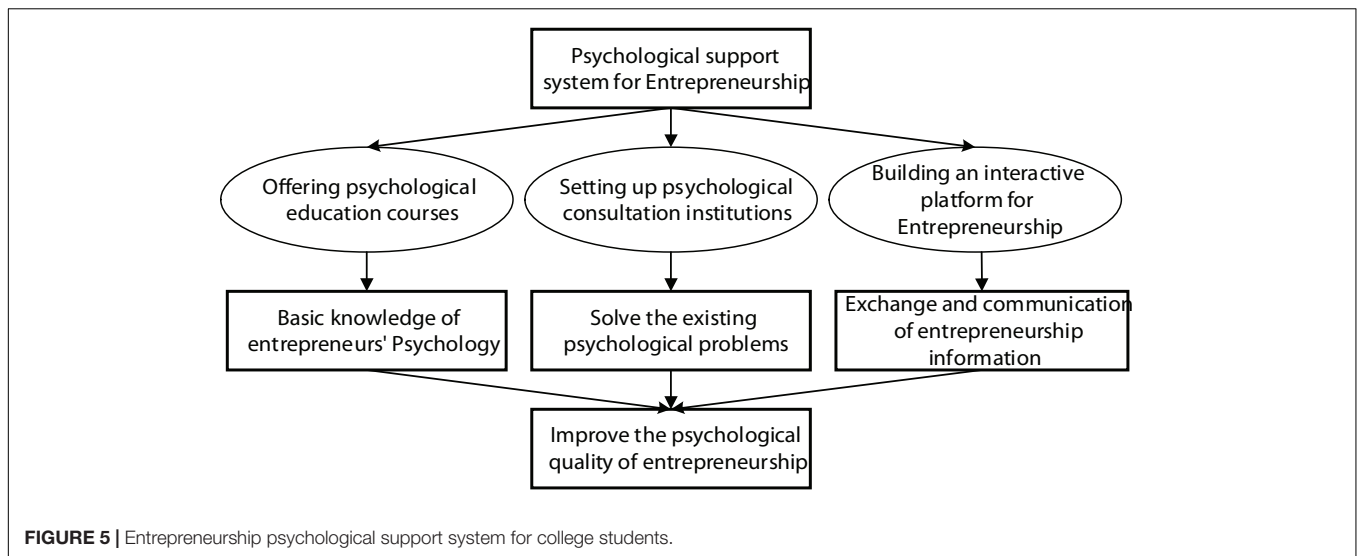 Psychological support
system for Entrepreneurship
Offering psychological
education courses
Setting up psychological
consultation institutions
Building an interactive
platform for
Entrepreneurship
Basic knowledge of
entrepreneurs' Psychology
Solve the existing
psychological problems
Exchange and communication
of entrepreneurship
information
Improve the psychological
quality of entrepreneurship
FIGURE 5 | Entrepreneurship psychological support system for college students.